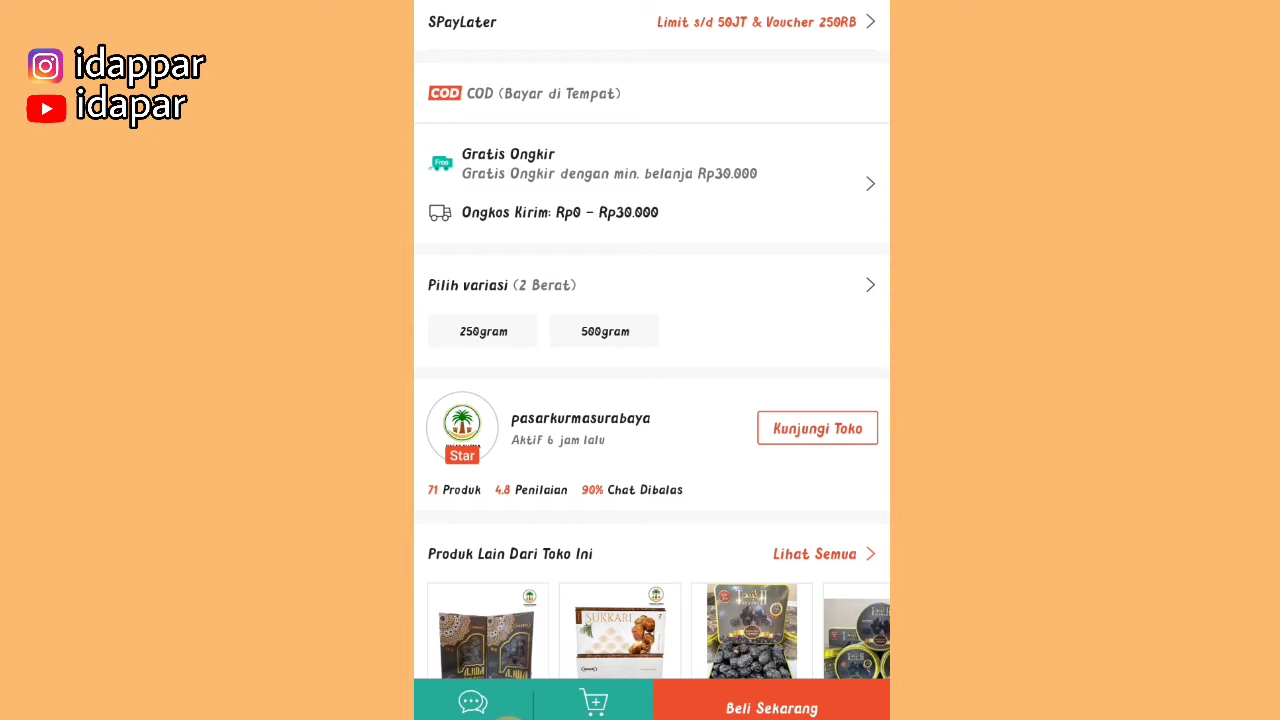 idappar
idapar
SPayLater
Limit s/d 50JT & Voucher 250RB
COD COD (Bayar di Tempat)
Free
Gratis Ongkir
Gratis Ongkir dengan min. belanja Rp30.000
Ongkos Kirim: Rp0 - Rp30.000
Pilih variasi (2 Berat)
250gram
500gram
pasarkurmasurabaya
Aktif 6 jam lalu
Star
Kunjungi Toko
71 Produk 4.8 Penilaian 90% Chat Dibalas
Produk Lain Dari Toko Ini
Lihat Semua
SUKKARI
Beli Sekarang